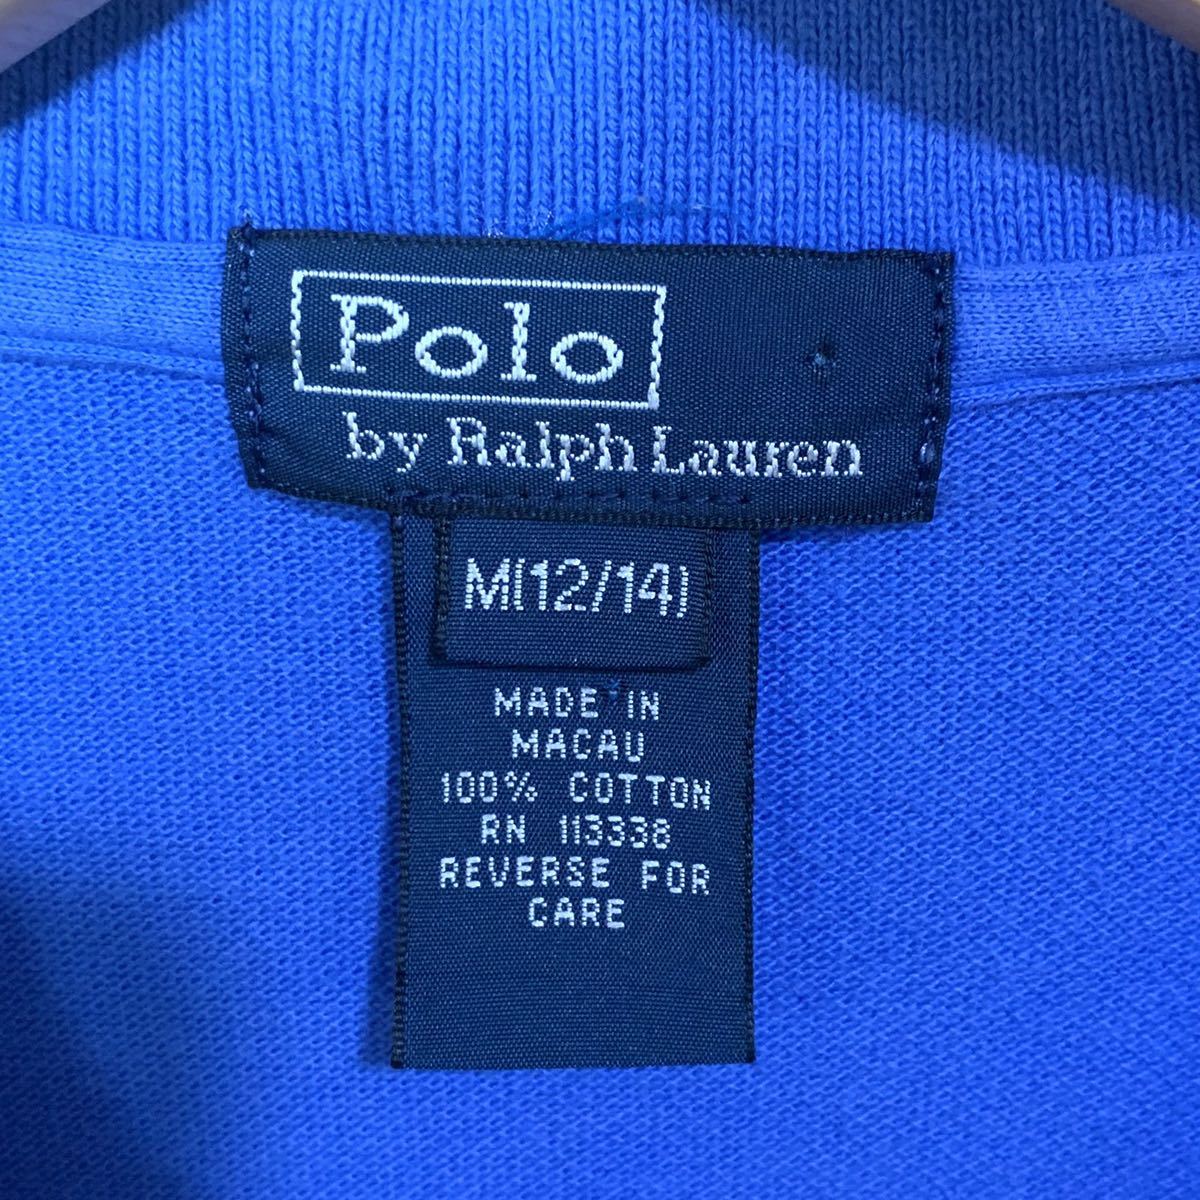 Polo
by Ralph Lauren
M(12/14)
MADE IN
MACAU
100% COTTON
RN 113338
REVERSE FOR
CARE